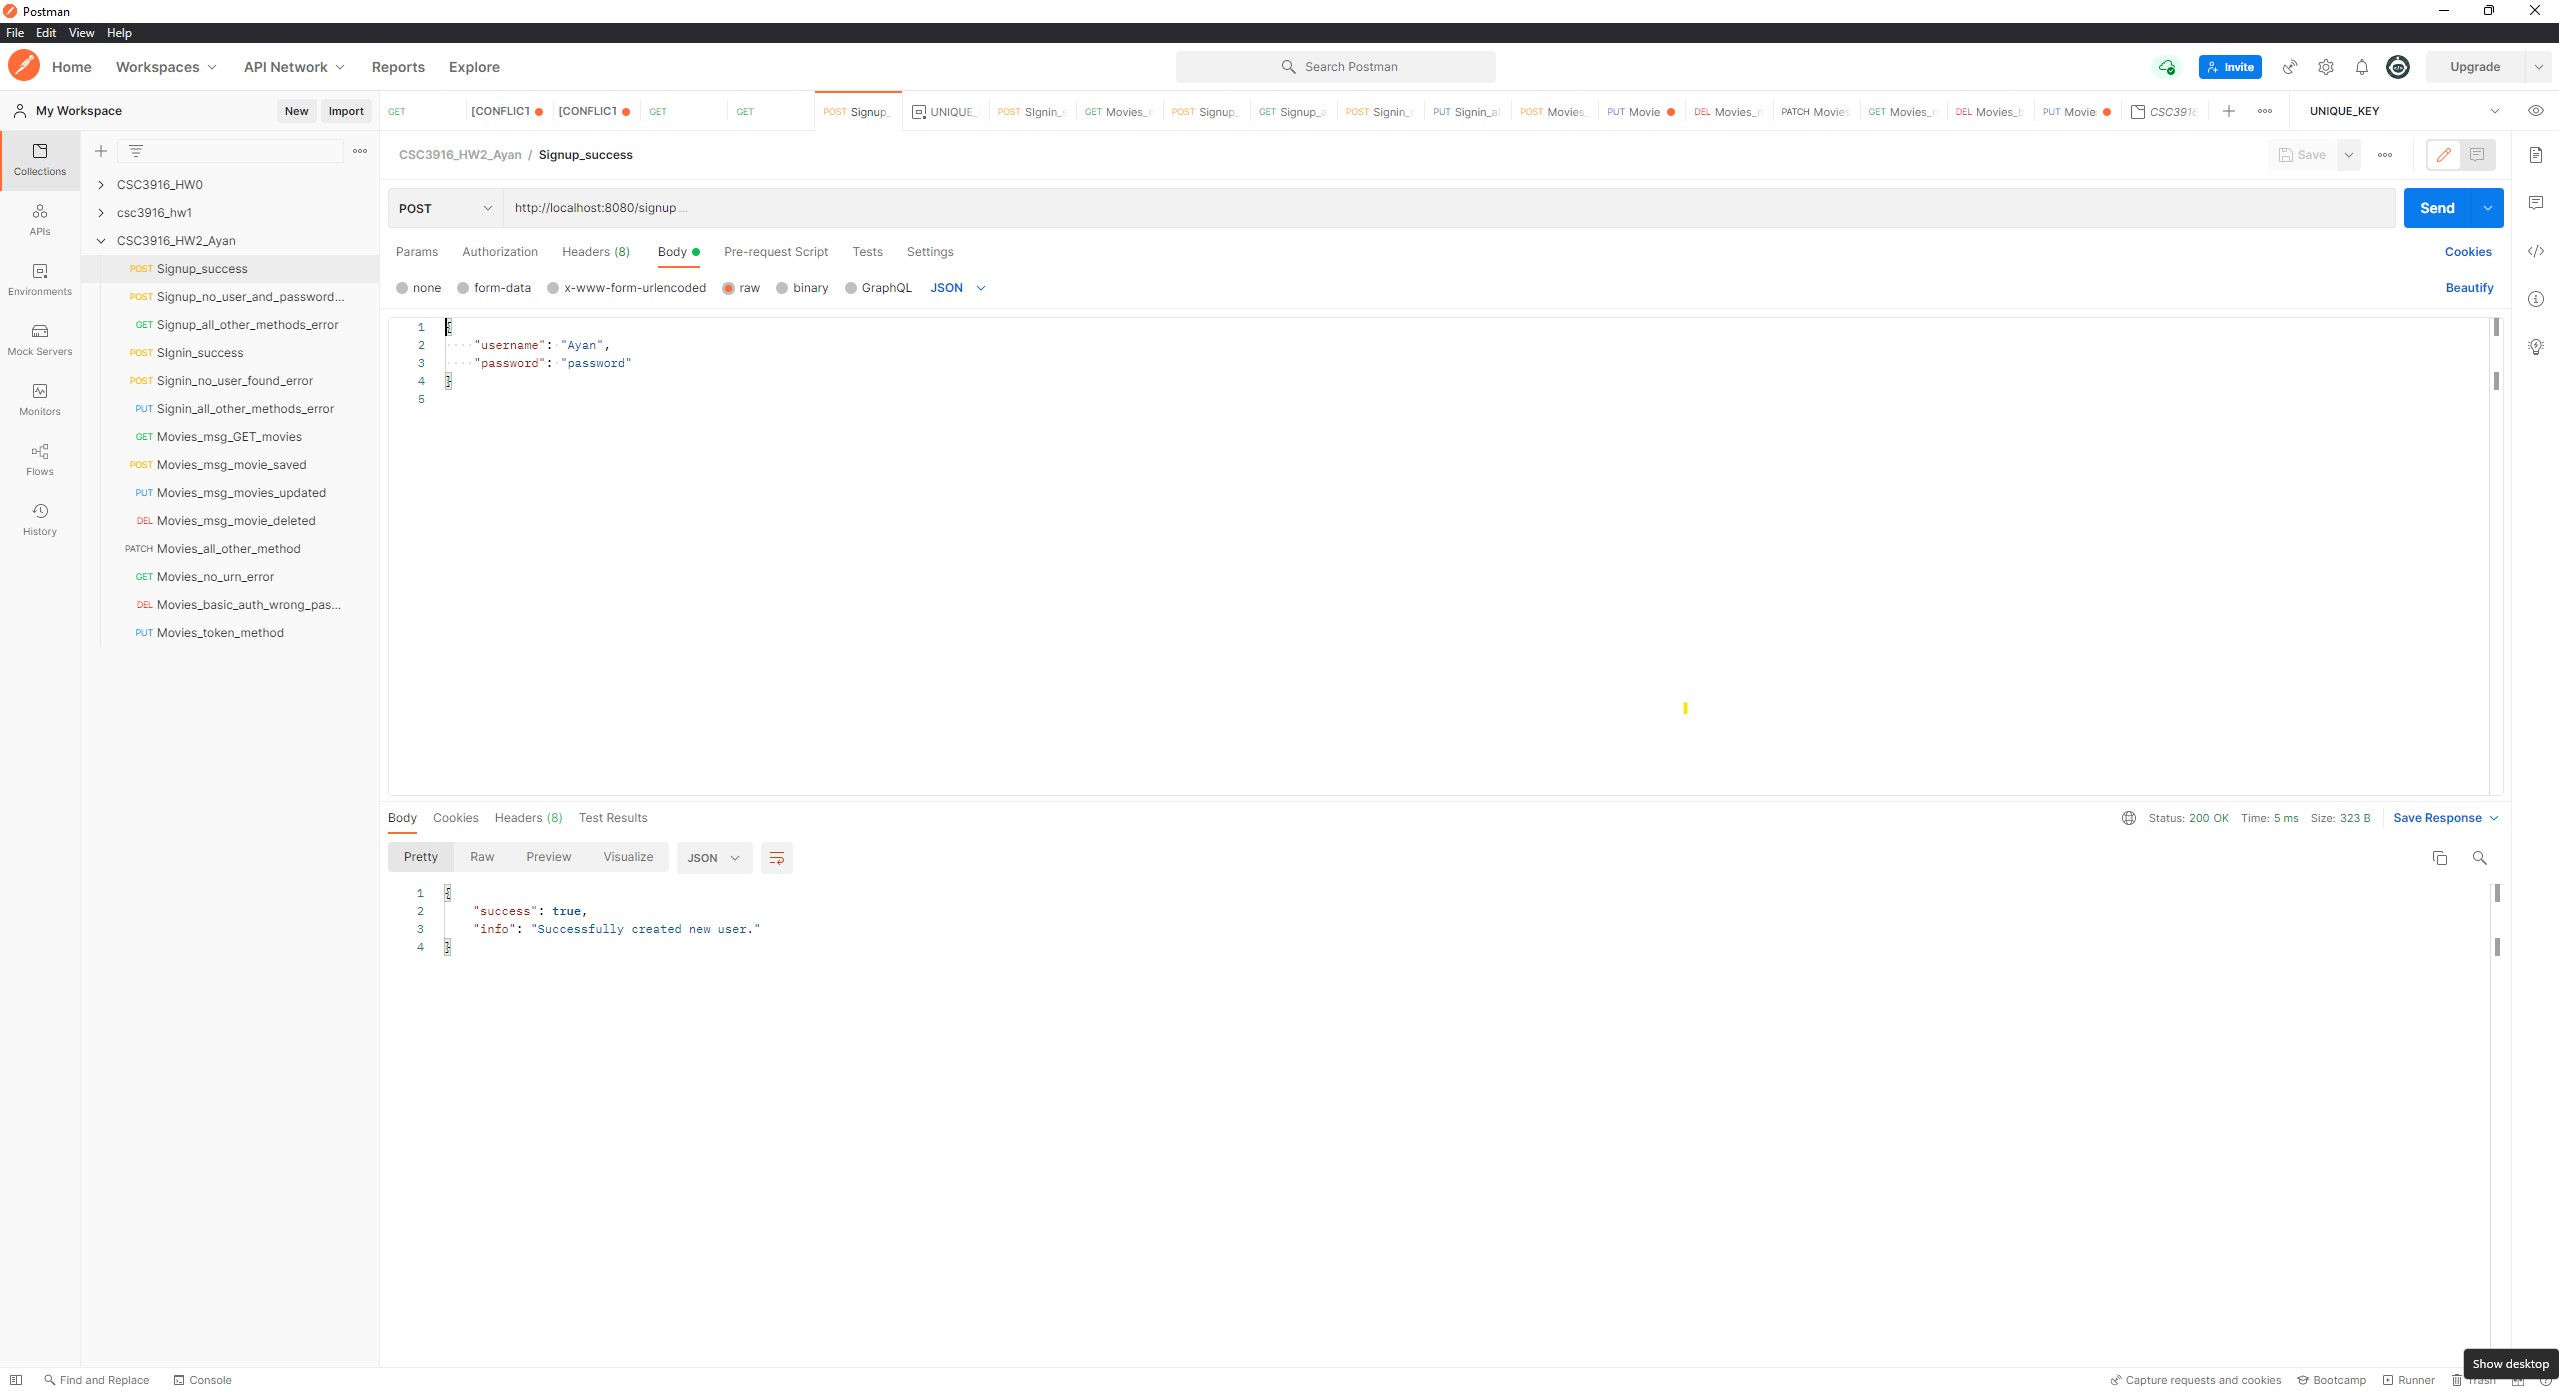 Postman
File Edit View Help
Home Workspaces API Network Reports Explore
Search Postman
Invite
Upgrade
My Workspace
New Import
GET
[CONFLICT
[CONFLICT
GET
GET
POST Signup_
UNIQUE_
POST SIgnin_s
GET Movies_
POST Signup_
GET Signup_a
POST Signin_
PUT Signin_al
POST Movies_
PUT Movie
DEL Movies_
PATCH Movies
GET Movies_
DEL Movies_b
PUT Movie
CSC3916
UNIQUE_KEY
Collections
APIs
Environments
Mock Servers
Monitors
Flows
History
CSC3916_HW0
csc3916_hw1
CSC3916_HW2_Ayan
POST Signup_success
POST Signup_no_user_and_password...
GET Signup_all_other_methods_error
POST SIgnin_success
POST Signin_no_user_found_error
PUT Signin_all_other_methods_error
GET Movies_msg_GET_movies
POST Movies_msg_movie_saved
PUT Movies_msg_movies_updated
DEL Movies_msg_movie_deleted
PATCH Movies_all_other_method
GET Movies_no_urn_error
DEL Movies_basic_auth_wrong_pas...
PUT Movies_token_method
CSC3916_HW2_Ayan / Signup_success
Save
POST
http://localhost:8080/signup...
Send
Params Authorization Headers (8) Body Pre-request Script Tests Settings
Cookies
none form-data x-www-form-urlencoded raw binary GraphQL JSON
Beautify
1 {
2 "username": "Ayan",
3 "password": "password"
4 }
5
Body Cookies Headers (8) Test Results
Status: 200 OK Time: 5 ms Size: 323 B Save Response
Pretty Raw Preview Visualize JSON
1 {
2 "success": true,
3 "info": "Successfully created new user."
4 }
Find and Replace Console
Capture requests and cookies Bootcamp Runner Trash
Show desktop